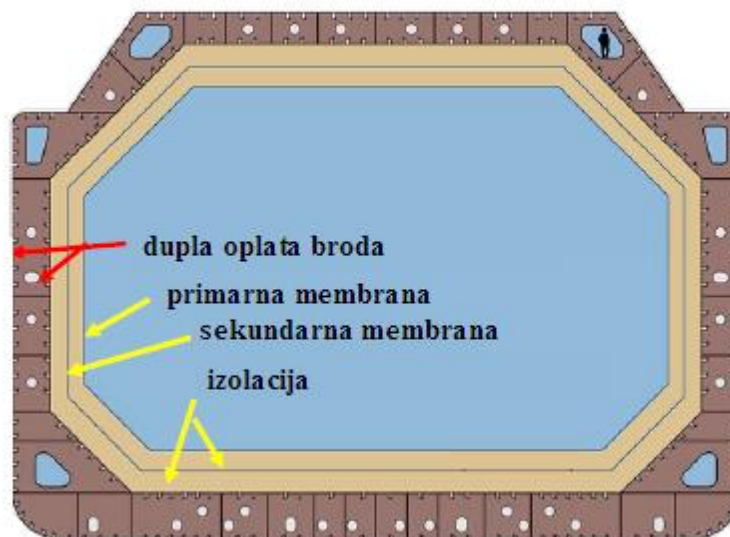 dupla oplata broda
primarna membrana
sekundarna membrana
izolacija